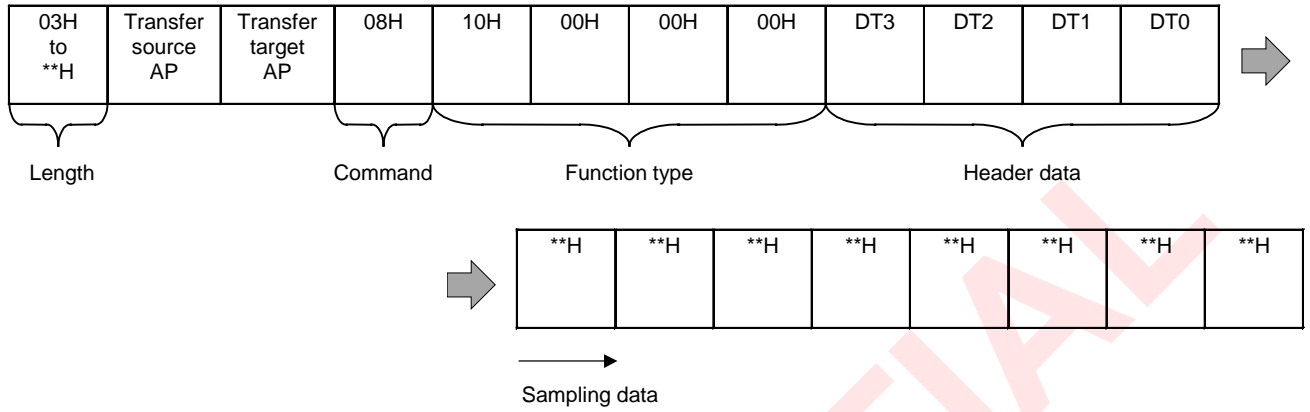 03H to **H Transfer source AP Transfer target AP 08H 10H 00H 00H 00H DT3 DT2 DT1 DT0
Length Command Function type Header data
**H **H **H **H **H **H **H **H
Sampling data